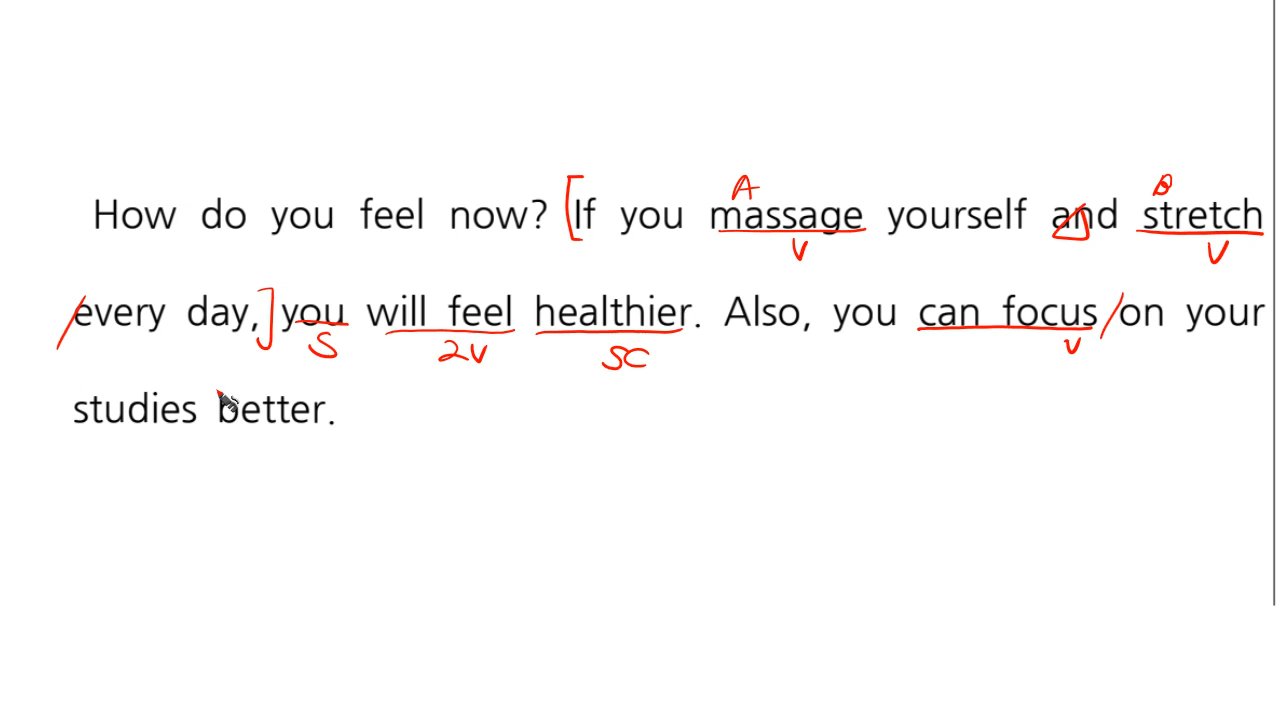 A B
How do you feel now? [If you massage yourself and stretch
V V
/every day,] you will feel healthier. Also, you can focus/on your
S 2V SC V
studies better.